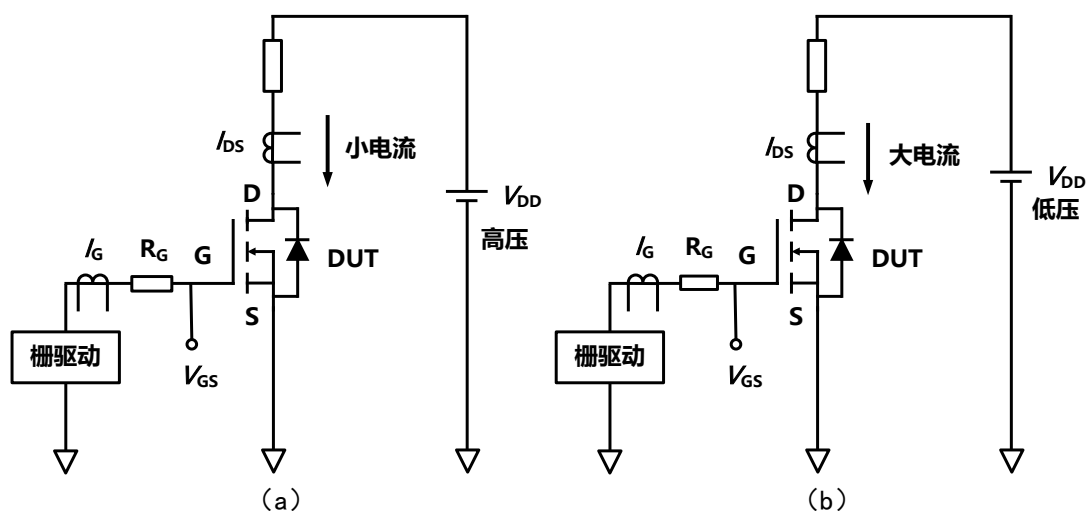 I_DS
小电流
D
V_DD
高压
I_G
R_G
G
DUT
S
栅驱动
V_GS
(a)
I_DS
大电流
D
V_DD
低压
I_G
R_G
G
DUT
S
栅驱动
V_GS
(b)